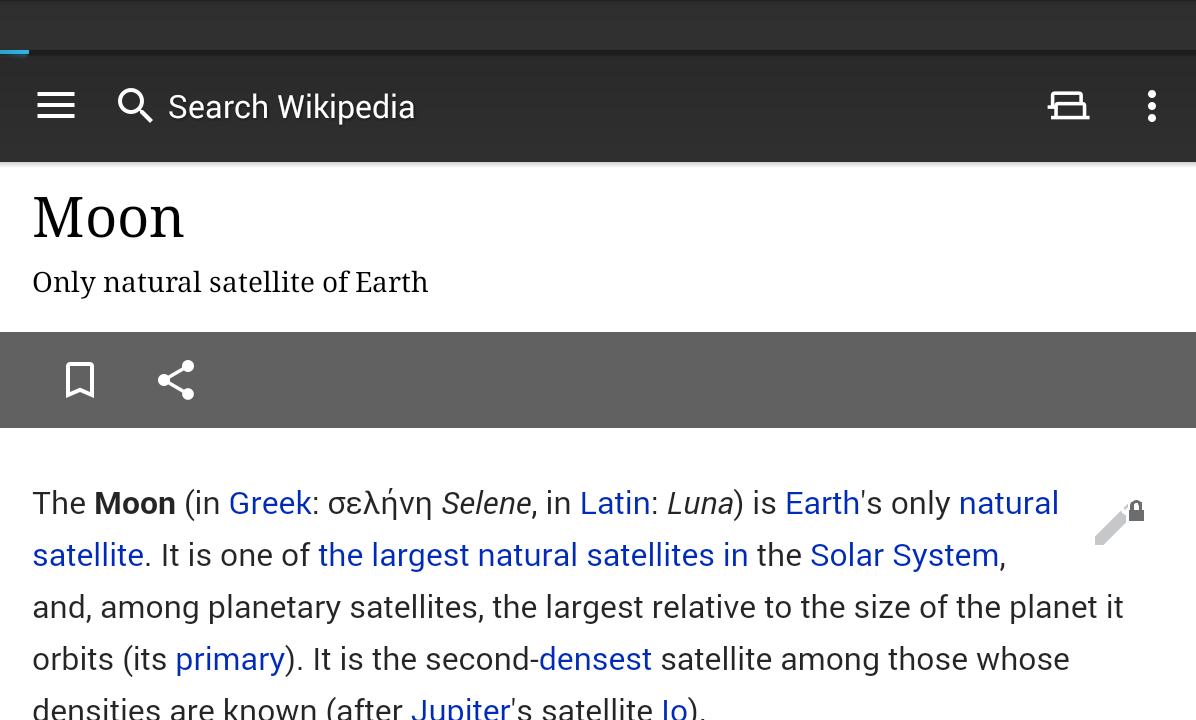 Search Wikipedia
Moon
Only natural satellite of Earth
The Moon (in Greek: σελήνη Selene, in Latin: Luna) is Earth's only natural
satellite. It is one of the largest natural satellites in the Solar System,
and, among planetary satellites, the largest relative to the size of the planet it
orbits (its primary). It is the second-densest satellite among those whose
densities are known (after Jupiter's satellite Io).